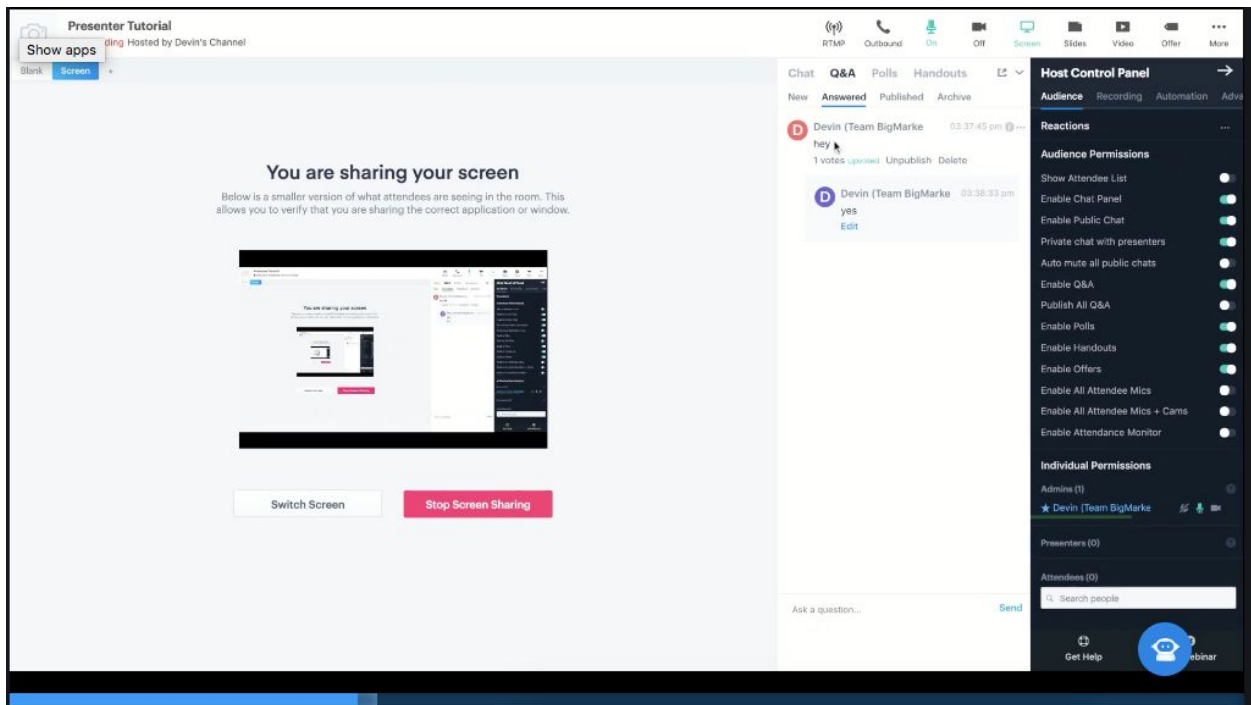 Presenter Tutorial
ding Hosted by Devin's Channel
Show apps
RTMP Outbound On Off Screen Slides Video Offer More
Blank Screen +
Chat Q&A Polls Handouts
New Answered Published Archive
D Devin (Team BigMarke 03:37:45 pm
hey
1 votes Upvoted Unpublish Delete
D Devin (Team BigMarke 03:38:33 pm
yes
Edit
You are sharing your screen
Below is a smaller version of what attendees are seeing in the room. This
allows you to verify that you are sharing the correct application or window.
Switch Screen Stop Screen Sharing
Ask a question... Send
Host Control Panel
Audience Recording Automation Adva
Reactions
Audience Permissions
Show Attendee List
Enable Chat Panel
Enable Public Chat
Private chat with presenters
Auto mute all public chats
Enable Q&A
Publish All Q&A
Enable Polls
Enable Handouts
Enable Offers
Enable All Attendee Mics
Enable All Attendee Mics + Cams
Enable Attendance Monitor
Individual Permissions
Admins (1)
Devin (Team BigMarke
Presenters (0)
Attendees (0)
Search people
Get Help ebinar